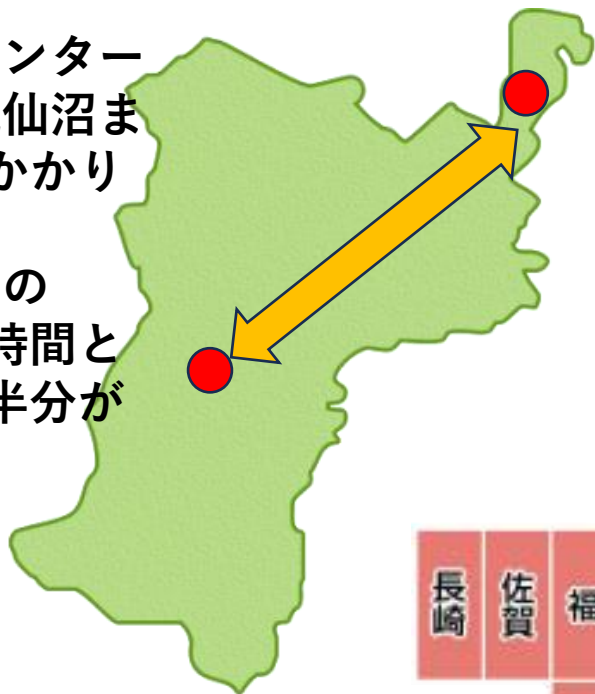 ンター
仙沼ま
かかり
の
時間と
半分が
長崎
佐賀
福